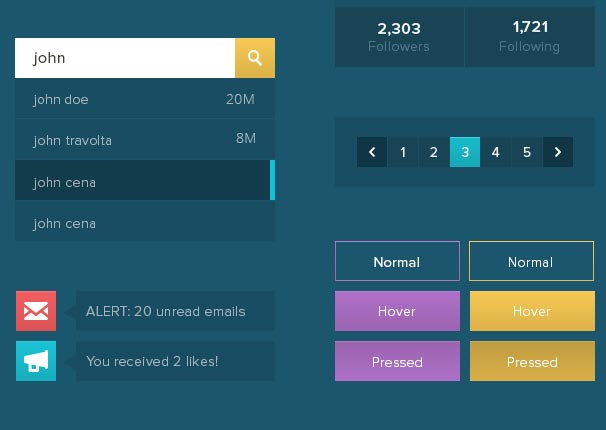 john
john doe 20M
john travolta 8M
john cena
john cena
ALERT: 20 unread emails
You received 2 likes!
2,303 1,721
Followers Following
1 2 3 4 5
Normal Normal
Hover Hover
Pressed Pressed